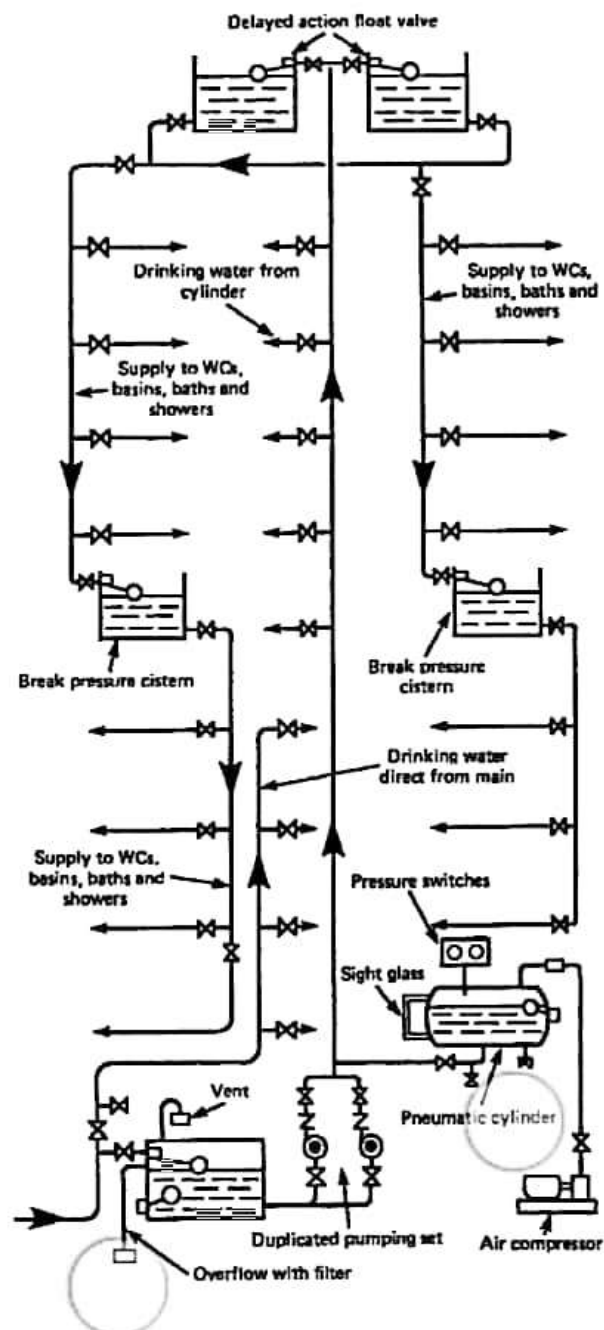 Delayed action float valve
Drinking water from
cylinder
Supply to WCs,
basins, baths and
showers
Supply to WCs,
basins, baths and
showers
Break pressure cistern
Break pressure
cistern
Drinking water
direct from main
Supply to WCs,
basins, baths and
showers
Pressure switches
Sight glass
Vent
Pneumatic cylinder
Duplicated pumping set
Air compressor
Overflow with filter